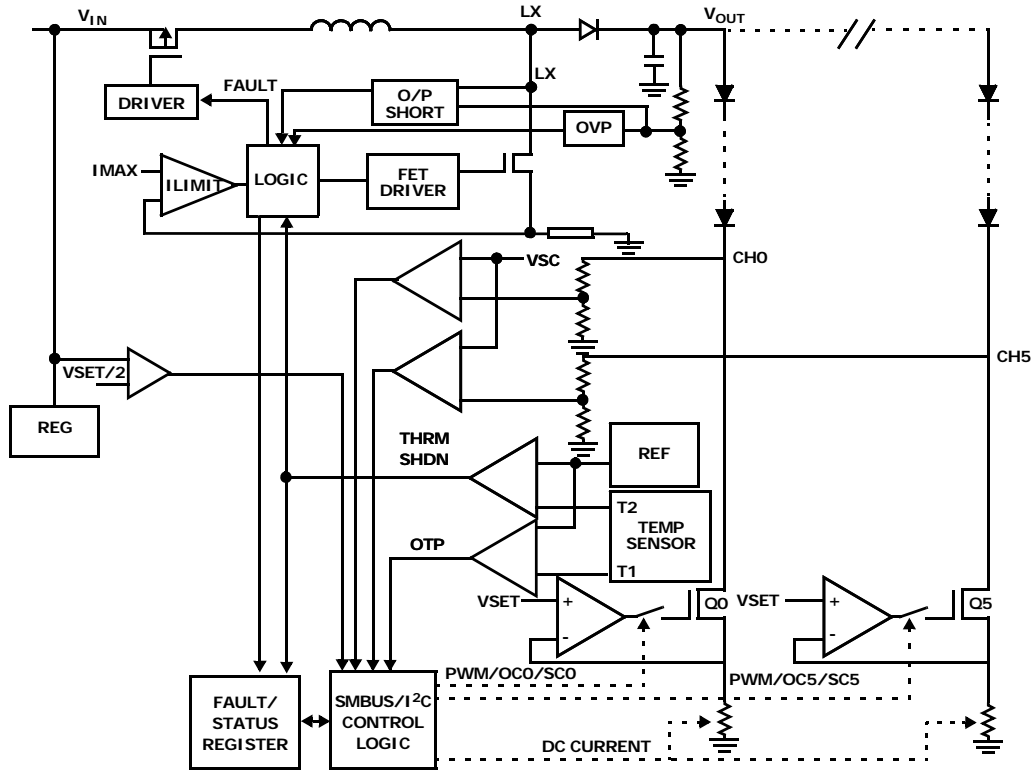 VIN
LX
VOUT
LX
FAULT
DRIVER
O/P
SHORT
OVP
IMAX
ILIMIT
LOGIC
FET
DRIVER
VSC
CH0
CH5
VSET/2
REG
THRM
SHDN
REF
T2
TEMP
SENSOR
T1
OTP
VSET
+
-
Q0
VSET
+
-
Q5
PWM/OC0/SC0
PWM/OC5/SC5
FAULT/
STATUS
REGISTER
SMBUS/I²C
CONTROL
LOGIC
DC CURRENT